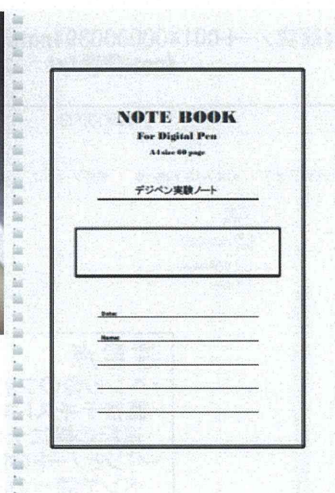 NOTE BOOK
For Digital Pen
A4 size 60 page
デジペン実験ノート
Date:
Name: